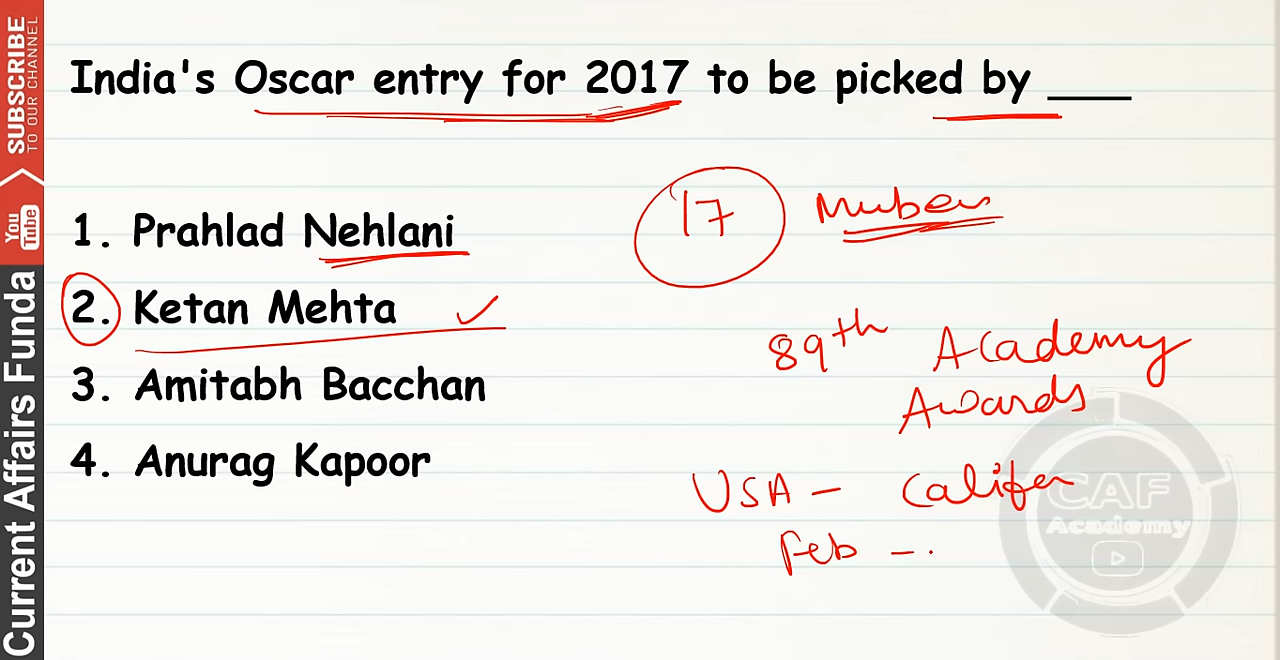 India's Oscar entry for 2017 to be picked by ___
1. Prahlad Nehlani
2. Ketan Mehta
3. Amitabh Bacchan
4. Anurag Kapoor
17
89th Academy
Awards
USA - Califor
Feb -
CAF
Academy
SUBSCRIBE
TO OUR CHANNEL
You
Tube
Current Affairs Funda